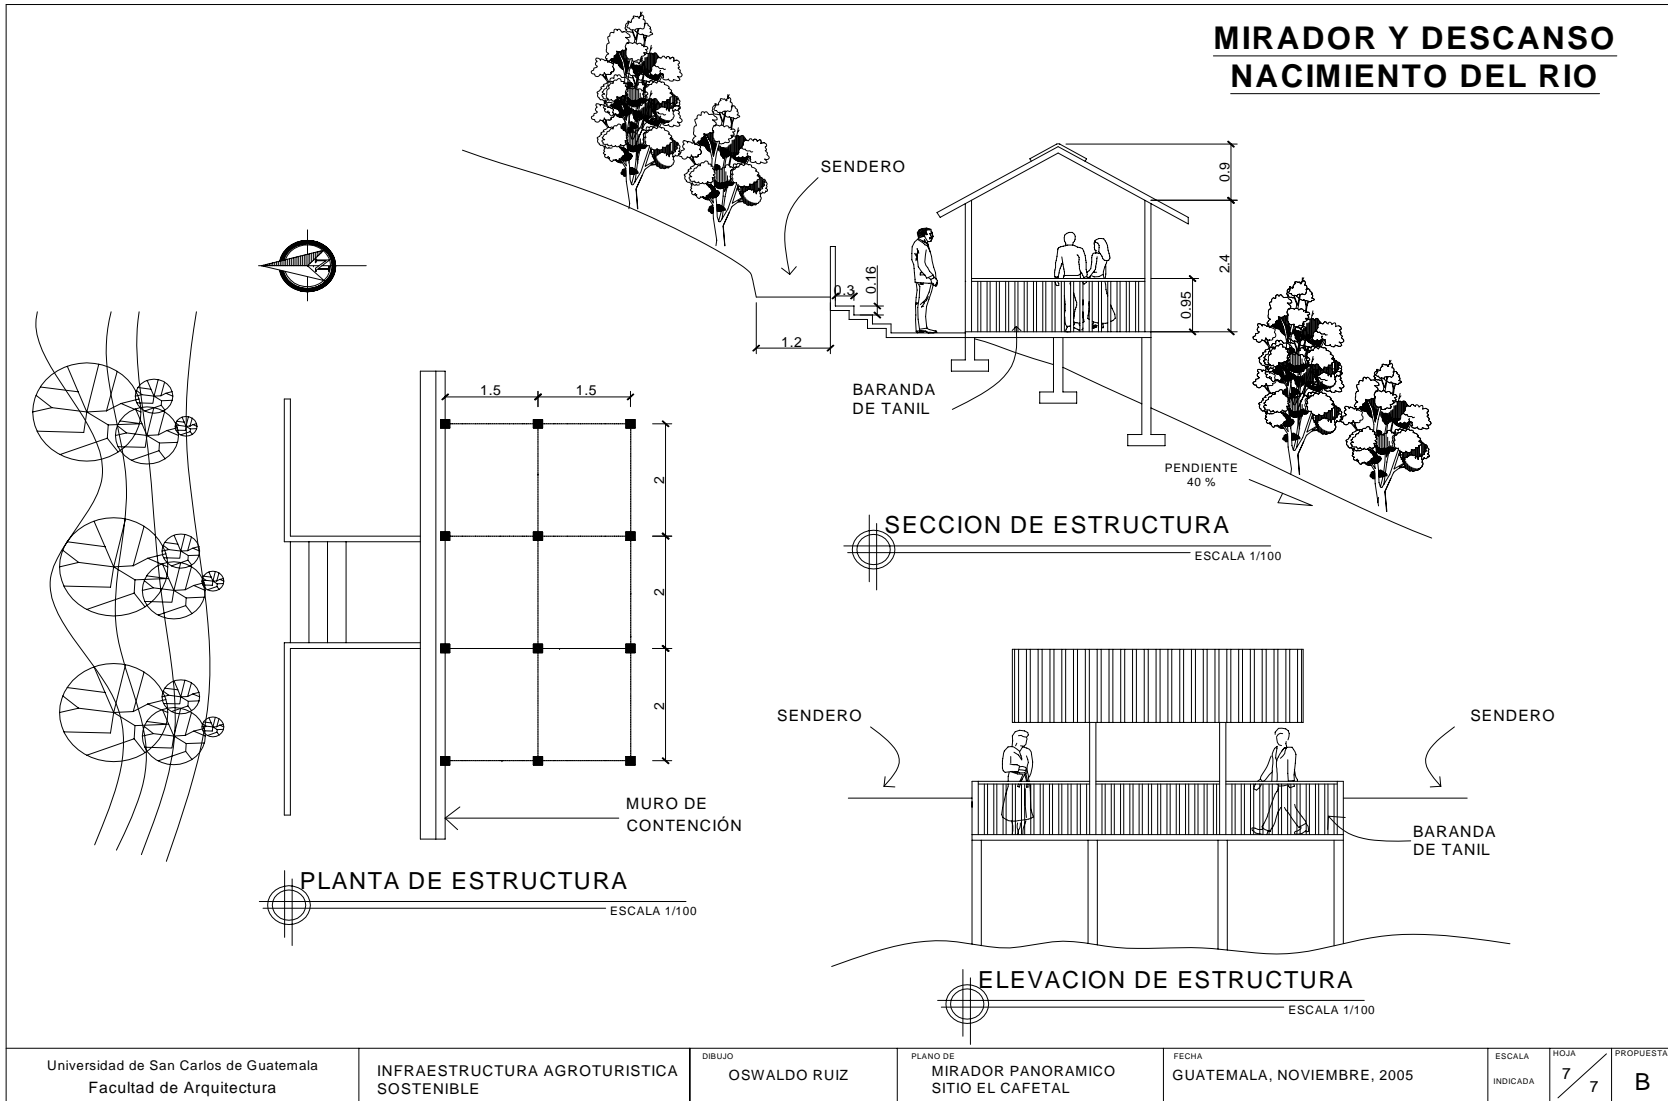 MIRADOR Y DESCANSO
NACIMIENTO DEL RIO
SENDERO
0.9
2.4
0.95
0.16
0.3
1.2
BARANDA
DE TANIL
PENDIENTE
40 %
SECCION DE ESTRUCTURA
ESCALA 1/100
N
1.5
1.5
2
2
2
MURO DE
CONTENCIÓN
PLANTA DE ESTRUCTURA
ESCALA 1/100
SENDERO
SENDERO
BARANDA
DE TANIL
ELEVACION DE ESTRUCTURA
ESCALA 1/100
Universidad de San Carlos de Guatemala
Facultad de Arquitectura
INFRAESTRUCTURA AGROTURISTICA
SOSTENIBLE
DIBUJO
OSWALDO RUIZ
PLANO DE
MIRADOR PANORAMICO
SITIO EL CAFETAL
FECHA
GUATEMALA, NOVIEMBRE, 2005
ESCALA
INDICADA
HOJA
7/7
PROPUESTA
B